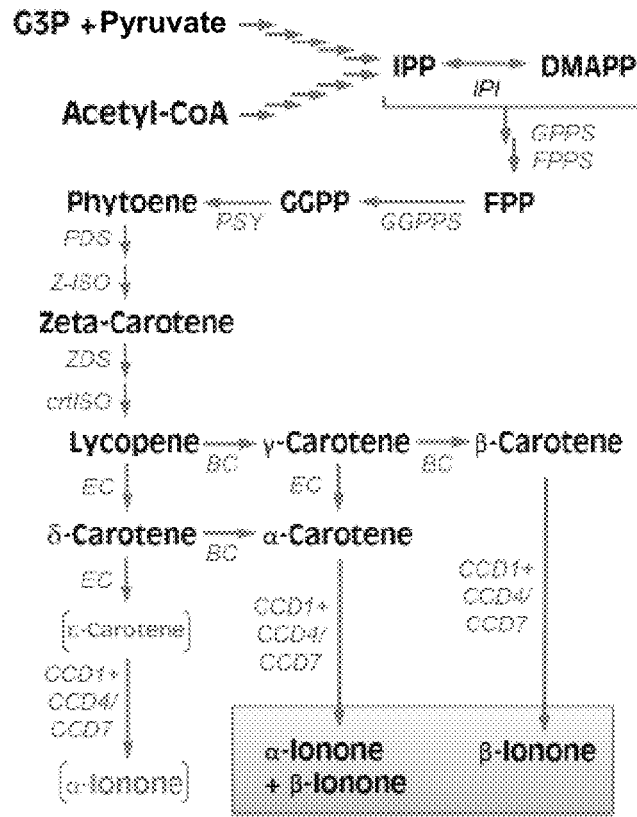 G3P + Pyruvate
IPP
DMAPP
IPI
Acetyl-CoA
GPPS
FPPS
Phytoene
GGPP
FPP
PSY
GGPPS
PDS
Z-ISO
Zeta-Carotene
ZDS
crtISO
Lycopene
γ-Carotene
β-Carotene
BC
BC
EC
EC
δ-Carotene
α-Carotene
BC
EC
[ε-Carotene]
CCD1+
CCD4/
CCD7
CCD1+
CCD4/
CCD7
CCD1+
CCD4/
CCD7
[α-Ionone]
α-Ionone
+ β-Ionone
β-Ionone